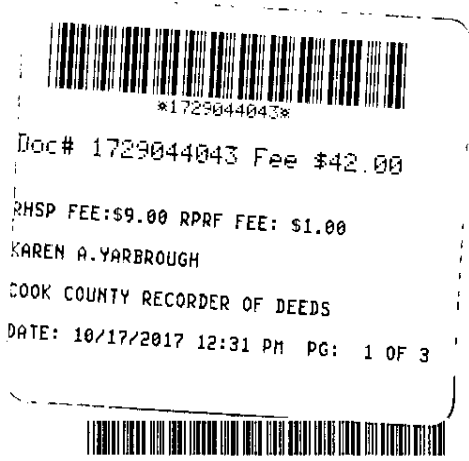 *1729044043*
Doc# 1729044043 Fee $42.00
RHSP FEE:$9.00 RPRF FEE: $1.00
KAREN A.YARBROUGH
COOK COUNTY RECORDER OF DEEDS
DATE: 10/17/2017 12:31 PM PG: 1 OF 3